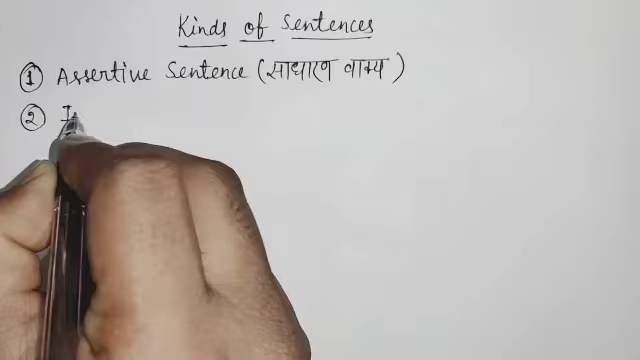 Kinds of Sentences
① Assertive Sentence (साधारण वाक्य)
② I